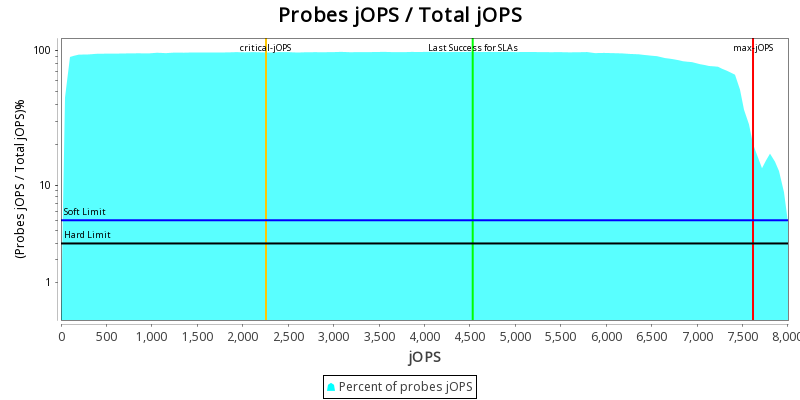 Probes jOPS / Total jOPS
(Probes jOPS / Total jOPS)%
100
10
1
critical-jOPS
Last Success for SLAs
max-jOPS
Soft Limit
Hard Limit
0 500 1,000 1,500 2,000 2,500 3,000 3,500 4,000 4,500 5,000 5,500 6,000 6,500 7,000 7,500 8,000
jOPS
Percent of probes jOPS